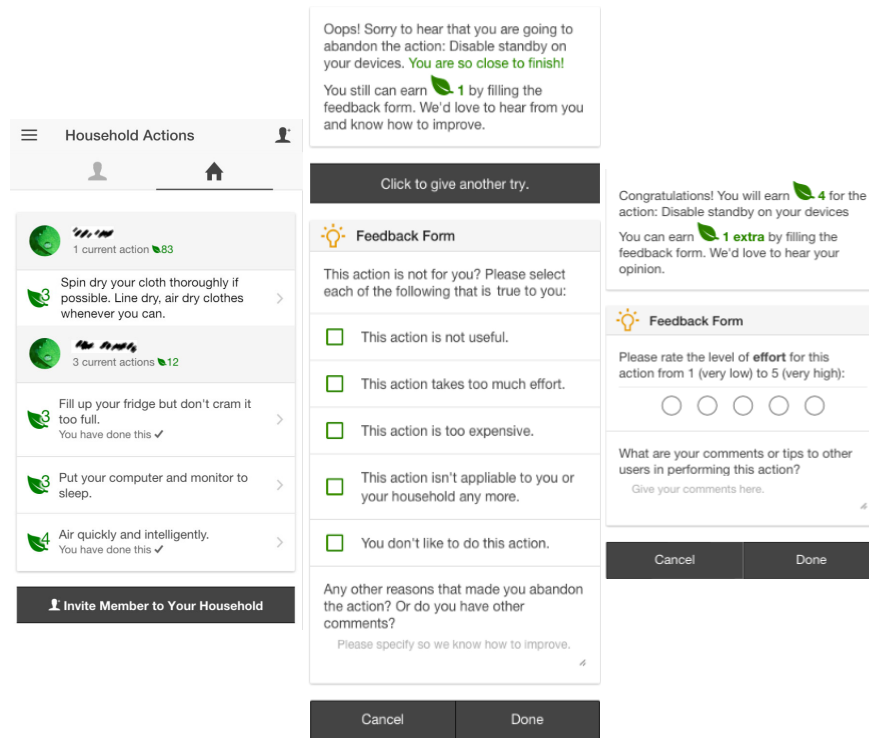 Household Actions
1 current action 83
3
Spin dry your cloth thoroughly if
possible. Line dry, air dry clothes
whenever you can.
3 current actions 12
3
Fill up your fridge but don't cram it
too full.
You have done this ✓
3
Put your computer and monitor to
sleep.
4
Air quickly and intelligently.
You have done this ✓
Invite Member to Your Household
Oops! Sorry to hear that you are going to
abandon the action: Disable standby on
your devices. You are so close to finish!
You still can earn 1 by filling the
feedback form. We'd love to hear from you
and know how to improve.
Click to give another try.
Feedback Form
This action is not for you? Please select
each of the following that is true to you:
This action is not useful.
This action takes too much effort.
This action is too expensive.
This action isn't appliable to you or
your household any more.
You don't like to do this action.
Any other reasons that made you abandon
the action? Or do you have other
comments?
Please specify so we know how to improve.
Cancel Done
Congratulations! You will earn 4 for the
action: Disable standby on your devices
You can earn 1 extra by filling the
feedback form. We'd love to hear your
opinion.
Feedback Form
Please rate the level of effort for this
action from 1 (very low) to 5 (very high):
What are your comments or tips to other
users in performing this action?
Give your comments here.
Cancel Done